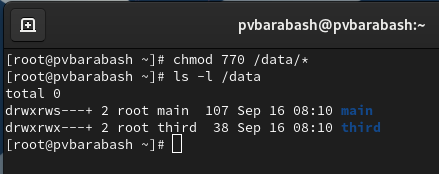 pvbarabash@pvbarabash:~
[root@pvbarabash ~]# chmod 770 /data/*
[root@pvbarabash ~]# ls -l /data
total 0
drwxrws---+ 2 root main  107 Sep 16 08:10 main
drwxrws---+ 2 root third  38 Sep 16 08:10 third
[root@pvbarabash ~]#